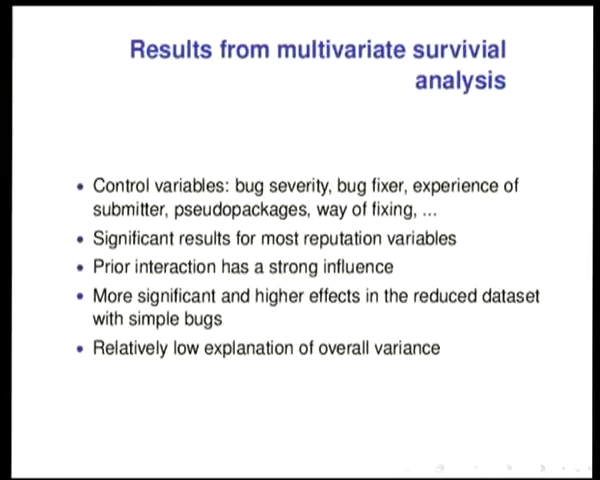 Results from multivariate survivial
analysis
• Control variables: bug severity, bug fixer, experience of
submitter, pseudopackages, way of fixing, ...
• Significant results for most reputation variables
• Prior interaction has a strong influence
• More significant and higher effects in the reduced dataset
with simple bugs
• Relatively low explanation of overall variance